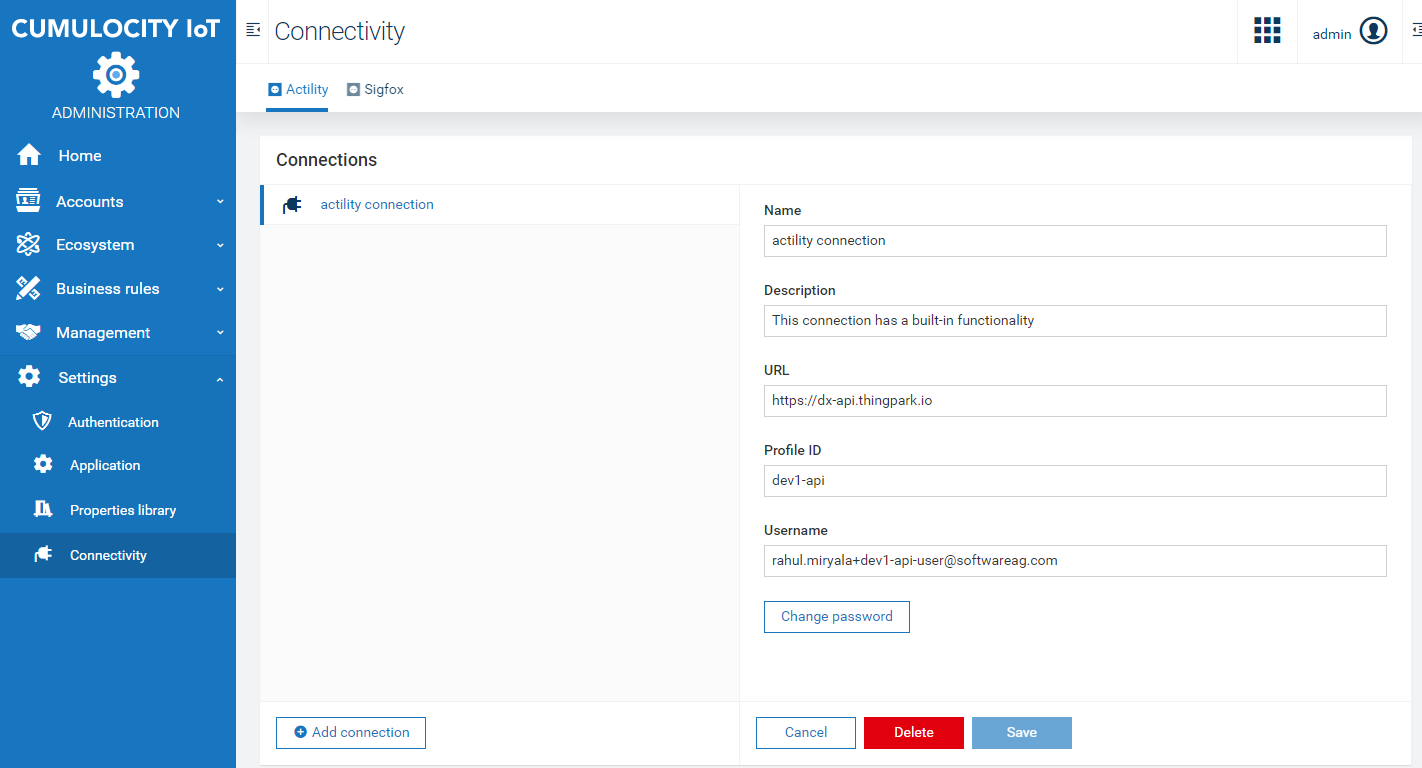 CUMULOCITY IoT
ADMINISTRATION
Home
Accounts
Ecosystem
Business rules
Management
Settings
Authentication
Application
Properties library
Connectivity
Connectivity
admin
Actility
Sigfox
Connections
actility connection
Name
actility connection
Description
This connection has a built-in functionality
URL
https://dx-api.thingpark.io
Profile ID
dev1-api
Username
rahul.miryala+dev1-api-user@softwareag.com
Change password
Add connection
Cancel
Delete
Save